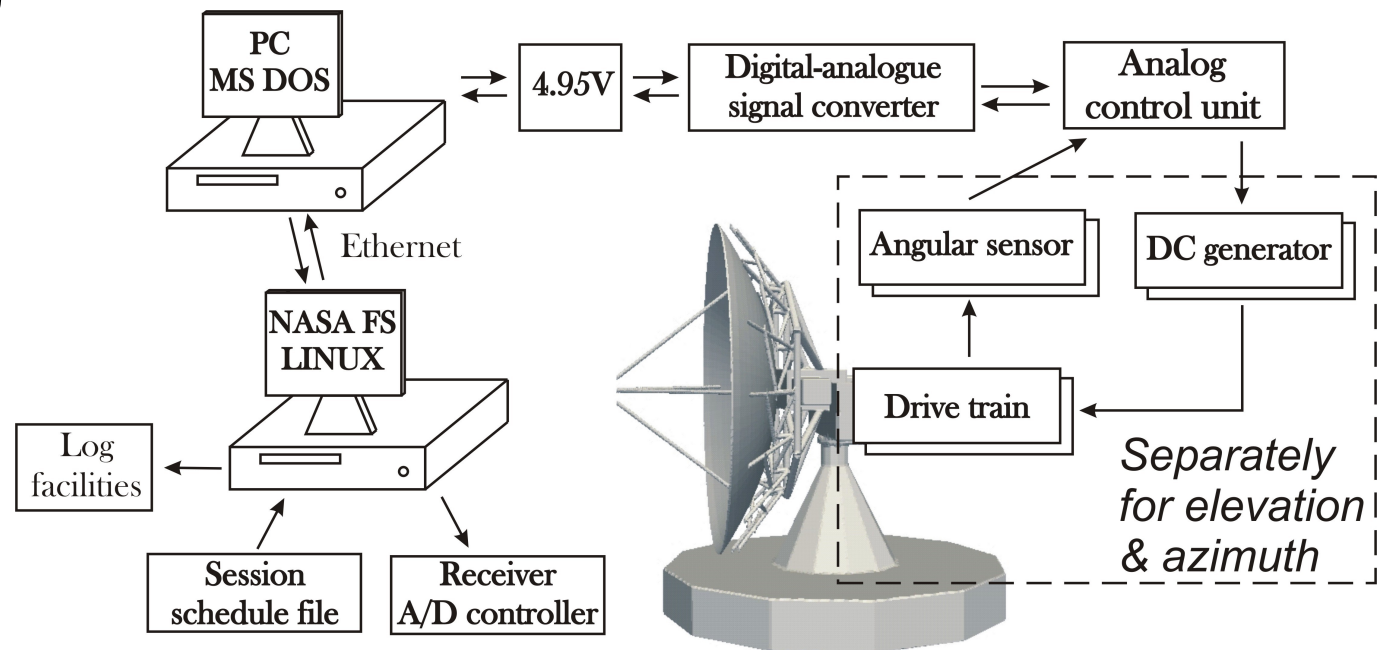 PC
MS DOS
4.95V
Digital-analogue
signal converter
Analog
control unit
Ethernet
Angular sensor
DC generator
NASA FS
LINUX
Drive train
Log
facilities
Separately
for elevation
& azimuth
Session
schedule file
Receiver
A/D controller